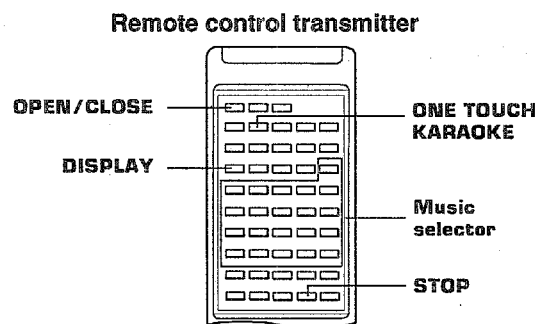 Remote control transmitter
OPEN/CLOSE
ONE TOUCH
KARAOKE
DISPLAY
Music
selector
STOP